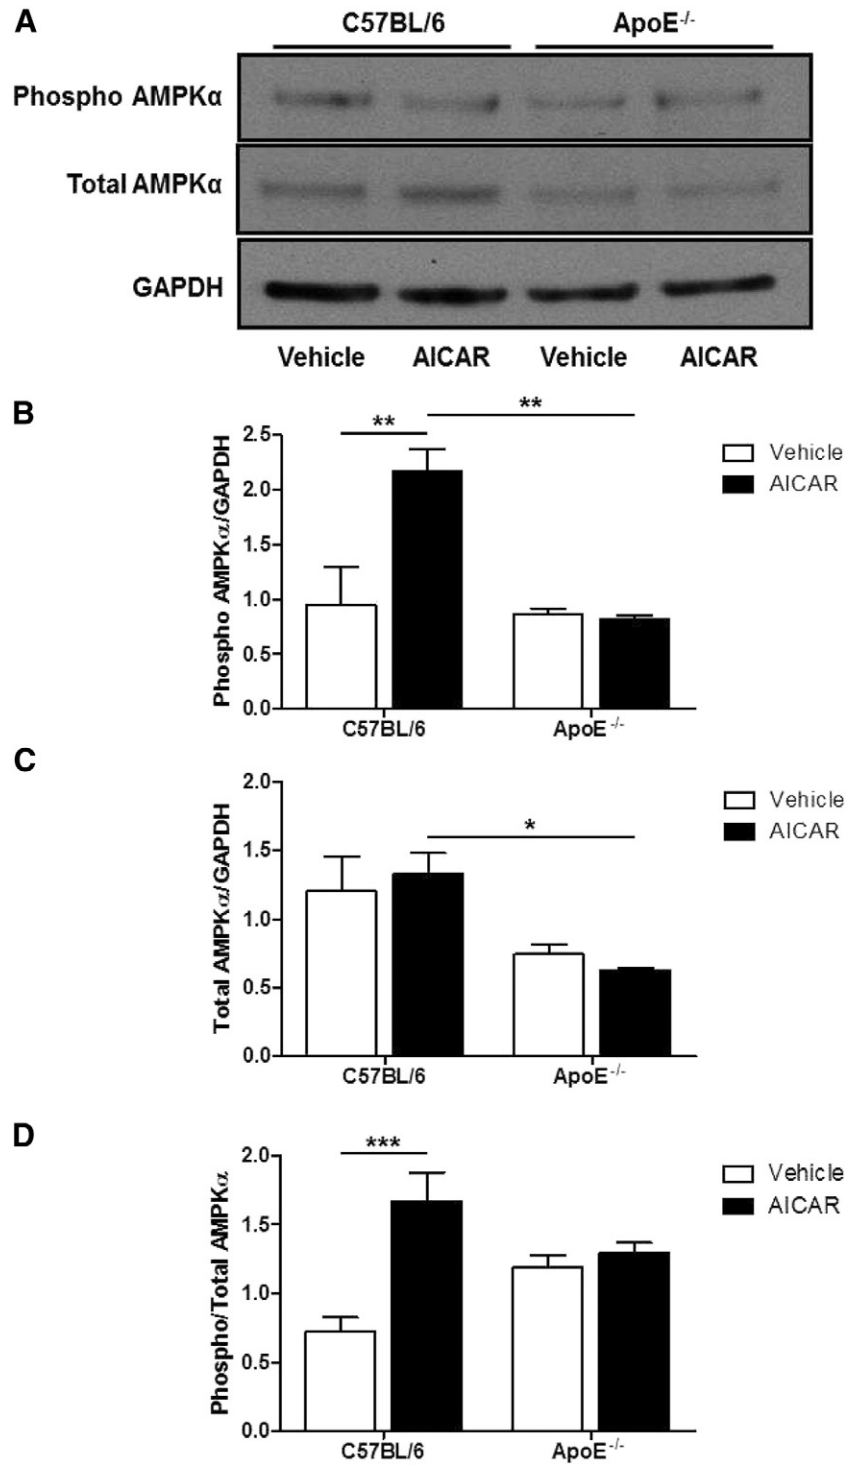 A
C57BL/6 ApoE-/-
Phospho AMPKα
Total AMPKα
GAPDH
Vehicle AICAR Vehicle AICAR
B
** **
Phospho AMPKα/GAPDH
2.5
2.0
1.5
1.0
0.5
0.0
C57BL/6 ApoE-/-
Vehicle
AICAR
C
*
Total AMPKα/GAPDH
2.0
1.5
1.0
0.5
0.0
C57BL/6 ApoE-/-
Vehicle
AICAR
D
***
Phospho/Total AMPKα
2.0
1.5
1.0
0.5
0.0
C57BL/6 ApoE-/-
Vehicle
AICAR